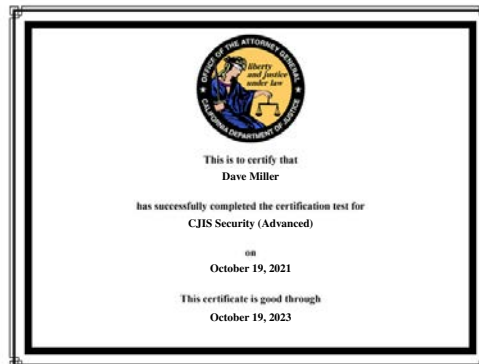 OFFICE OF THE ATTORNEY GENERAL
liberty
and justice
under law
CALIFORNIA DEPARTMENT OF JUSTICE
This is to certify that
Dave Miller
has successfully completed the certification test for
CJIS Security (Advanced)
on
October 19, 2021
This certificate is good through
October 19, 2023